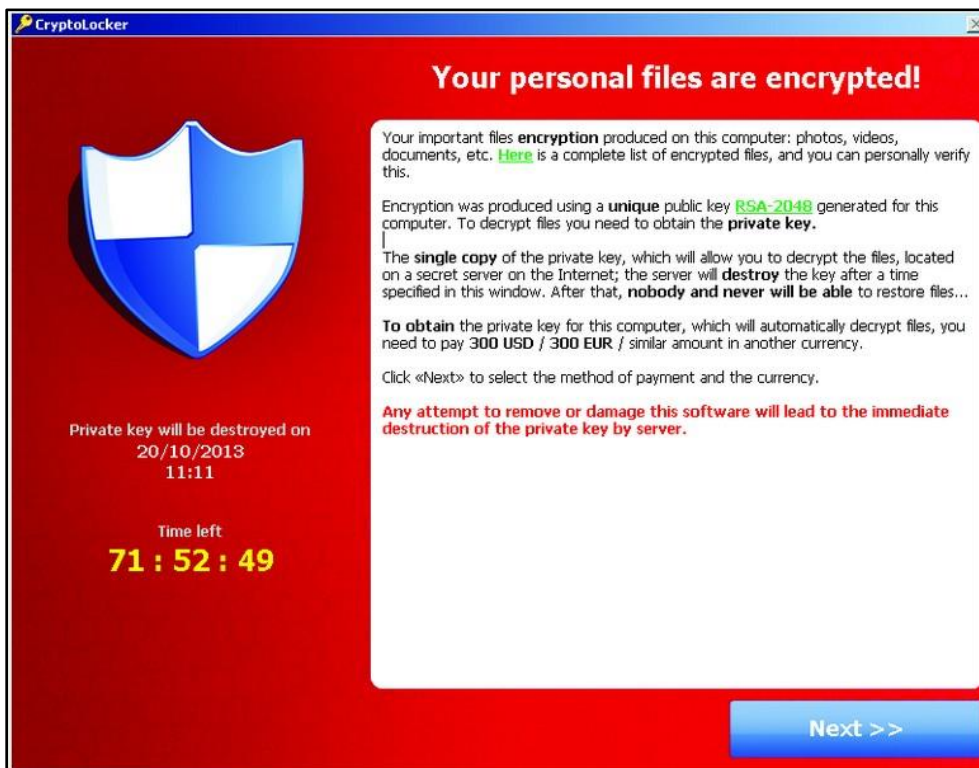 CryptoLocker
Your personal files are encrypted!
Your important files encryption produced on this computer: photos, videos,
documents, etc. Here is a complete list of encrypted files, and you can personally verify
this.
Encryption was produced using a unique public key RSA-2048 generated for this
computer. To decrypt files you need to obtain the private key.
The single copy of the private key, which will allow you to decrypt the files, located
on a secret server on the Internet; the server will destroy the key after a time
specified in this window. After that, nobody and never will be able to restore files...
To obtain the private key for this computer, which will automatically decrypt files, you
need to pay 300 USD / 300 EUR / similar amount in another currency.
Click «Next» to select the method of payment and the currency.
Any attempt to remove or damage this software will lead to the immediate
destruction of the private key by server.
Private key will be destroyed on
20/10/2013
11:11
Time left
71 : 52 : 49
Next >>